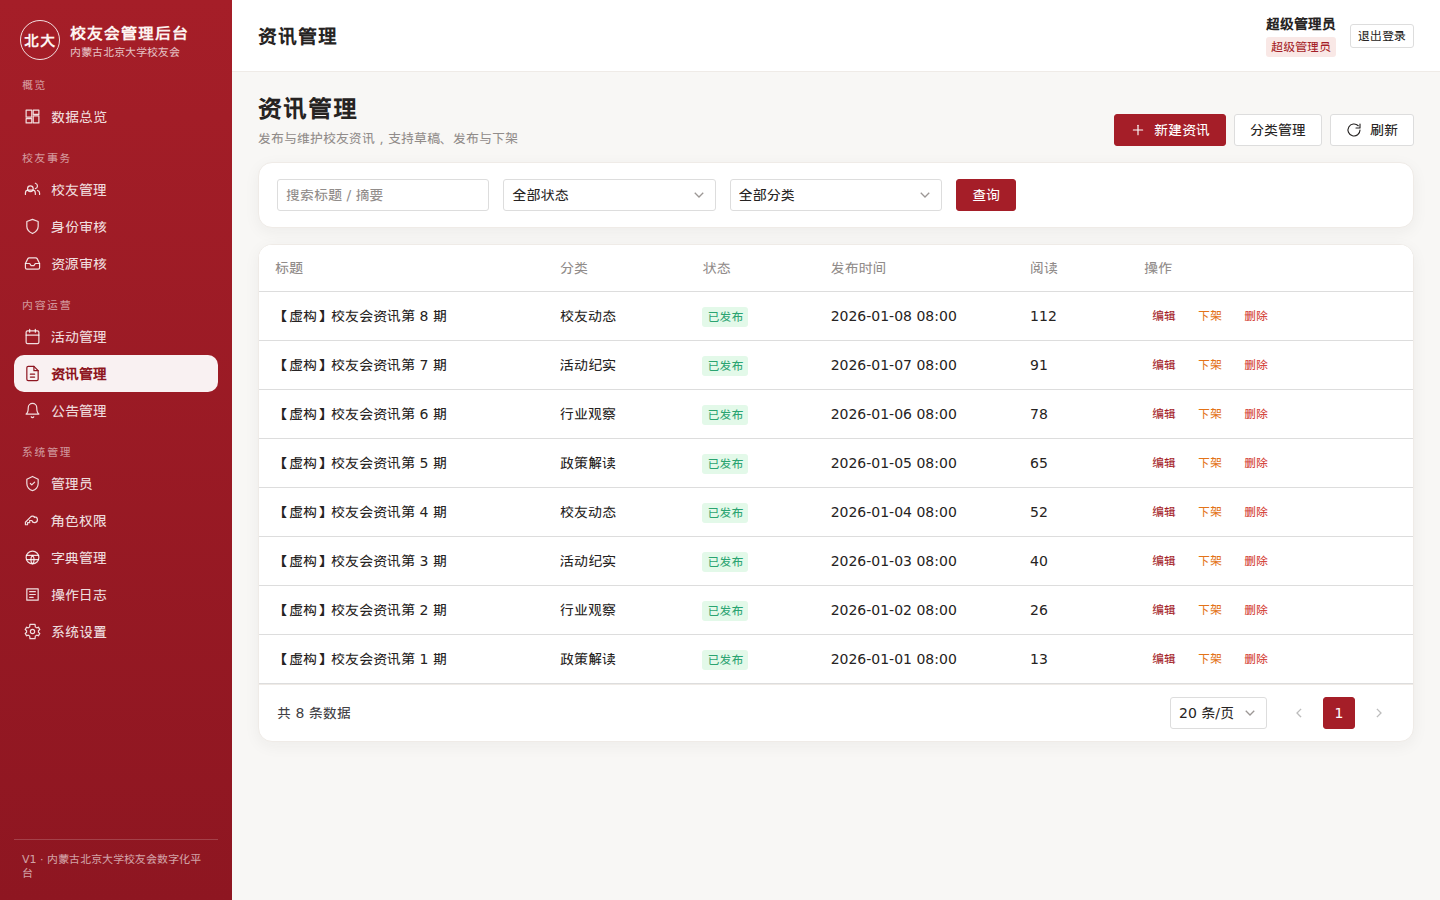 北大
校友会管理后台
内蒙古北京大学校友会
概览
数据总览
校友事务
校友管理
身份审核
资源审核
内容运营
活动管理
资讯管理
公告管理
系统管理
管理员
角色权限
字典管理
操作日志
系统设置
V1 · 内蒙古北京大学校友会数字化平
台
资讯管理
超级管理员
超级管理员
退出登录
资讯管理
发布与维护校友资讯，支持草稿、发布与下架
新建资讯
分类管理
刷新
搜索标题 / 摘要
全部状态
全部分类
查询
标题 分类 状态 发布时间 阅读 操作
【虚构】校友会资讯第 8 期 校友动态 已发布 2026-01-08 08:00 112 编辑 下架 删除
【虚构】校友会资讯第 7 期 活动纪实 已发布 2026-01-07 08:00 91 编辑 下架 删除
【虚构】校友会资讯第 6 期 行业观察 已发布 2026-01-06 08:00 78 编辑 下架 删除
【虚构】校友会资讯第 5 期 政策解读 已发布 2026-01-05 08:00 65 编辑 下架 删除
【虚构】校友会资讯第 4 期 校友动态 已发布 2026-01-04 08:00 52 编辑 下架 删除
【虚构】校友会资讯第 3 期 活动纪实 已发布 2026-01-03 08:00 40 编辑 下架 删除
【虚构】校友会资讯第 2 期 行业观察 已发布 2026-01-02 08:00 26 编辑 下架 删除
【虚构】校友会资讯第 1 期 政策解读 已发布 2026-01-01 08:00 13 编辑 下架 删除
共 8 条数据
20 条/页
1